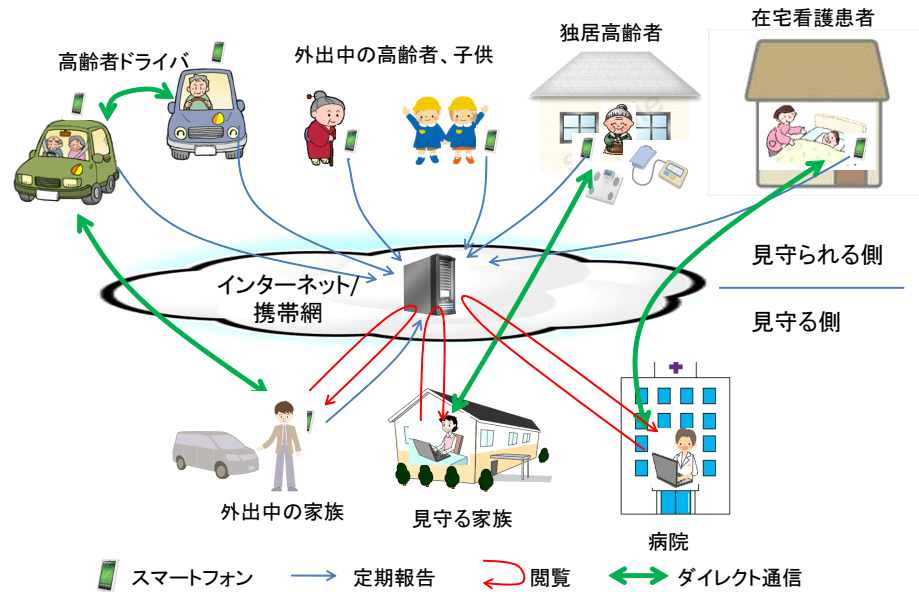 在宅看護患者
独居高齢者
高齢者ドライバ
外出中の高齢者、子供
インターネット/
携帯網
見守られる側
見守る側
外出中の家族
見守る家族
病院
スマートフォン
定期報告
閲覧
ダイレクト通信